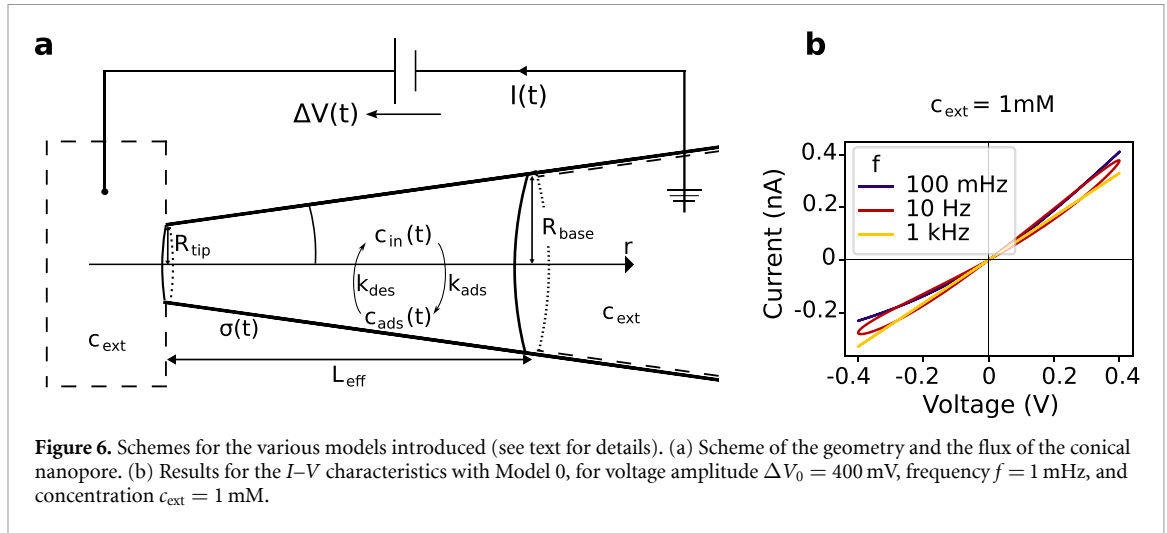 a
I(t)
ΔV(t)
R_tip
c_in(t)
R_base
r
k_des
k_ads
c_ads(t)
c_ext
σ(t)
c_ext
L_eff
b
c_ext = 1mM
Current (nA)
0.4
0.2
0
-0.2
f
100 mHz
10 Hz
1 kHz
-0.4 -0.2 0 0.2 0.4
Voltage (V)
Figure 6. Schemes for the various models introduced (see text for details). (a) Scheme of the geometry and the flux of the conical
nanopore. (b) Results for the I–V characteristics with Model 0, for voltage amplitude ΔV₀ = 400 mV, frequency f = 1 mHz, and
concentration c_ext = 1 mM.